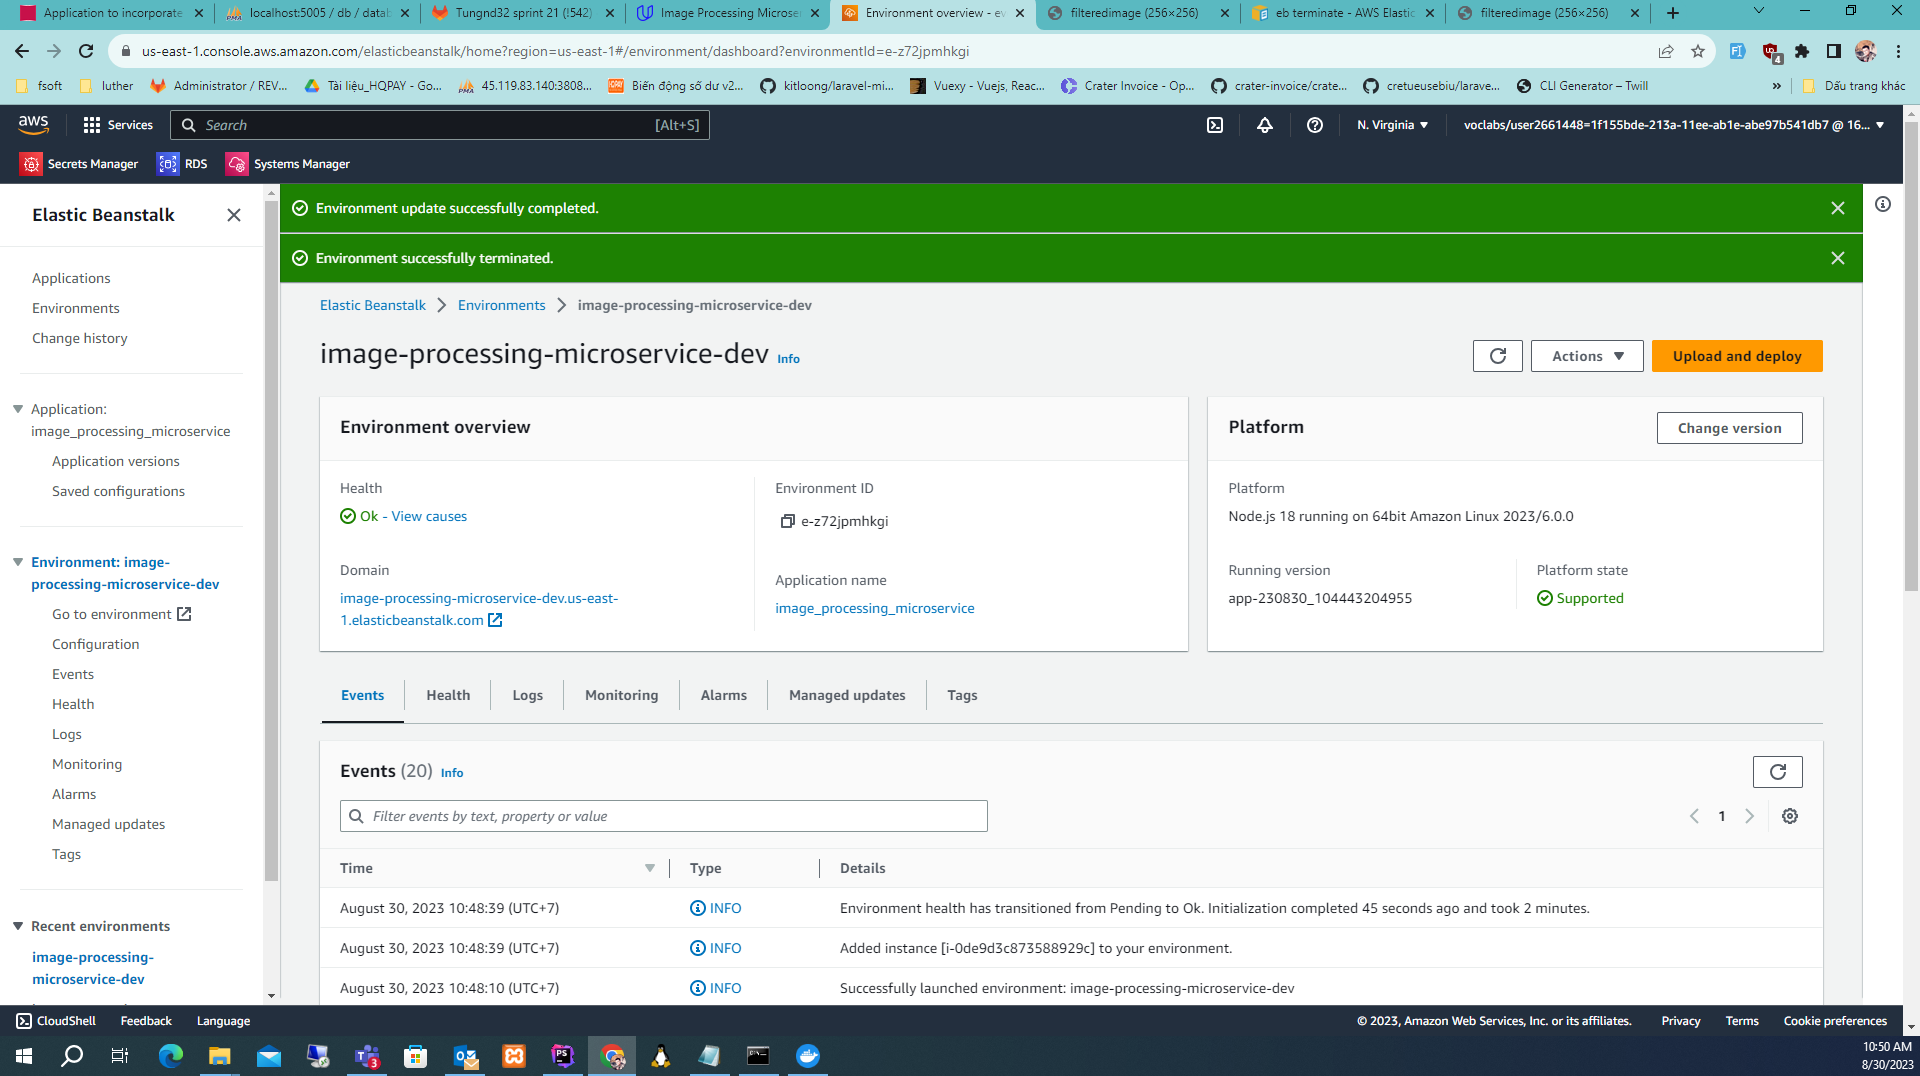 Application to incorporate
localhost:5005 / db / datab
Tungnd32 sprint 21 (!542)
Image Processing Microser
Environment overview - ev
filteredimage (256×256)
eb terminate - AWS Elastic
filteredimage (256×256)
us-east-1.console.aws.amazon.com/elasticbeanstalk/home?region=us-east-1#/environment/dashboard?environmentId=e-z72jpmhkgi
4
fsoft
luther
Administrator / REV...
Tài liệu_HQPAY - Go...
45.119.83.140:3808...
Biến động số dư v2...
kitloong/laravel-mi...
Vuexy - Vuejs, Reac...
Crater Invoice - Op...
crater-invoice/crate...
cretueusebiu/larave...
CLI Generator – Twill
»
Dấu trang khác
aws
Services
Search
[Alt+S]
N. Virginia
voclabs/user2661448=1f155bde-213a-11ee-ab1e-abe97b541db7 @ 16...
Secrets Manager
RDS
Systems Manager
Elastic Beanstalk
Applications
Environments
Change history
Application:
image_processing_microservice
Application versions
Saved configurations
Environment: image-
processing-microservice-dev
Go to environment
Configuration
Events
Health
Logs
Monitoring
Alarms
Managed updates
Tags
Recent environments
image-processing-
microservice-dev
Environment update successfully completed.
Environment successfully terminated.
Elastic Beanstalk
Environments
image-processing-microservice-dev
image-processing-microservice-dev Info
Actions
Upload and deploy
Environment overview
Health
Ok - View causes
Environment ID
e-z72jpmhkgi
Domain
image-processing-microservice-dev.us-east-
1.elasticbeanstalk.com
Application name
image_processing_microservice
Platform
Change version
Platform
Node.js 18 running on 64bit Amazon Linux 2023/6.0.0
Running version
app-230830_104443204955
Platform state
Supported
Events
Health
Logs
Monitoring
Alarms
Managed updates
Tags
Events (20) Info
Filter events by text, property or value
1
Time
Type
Details
August 30, 2023 10:48:39 (UTC+7)
INFO
Environment health has transitioned from Pending to Ok. Initialization completed 45 seconds ago and took 2 minutes.
August 30, 2023 10:48:39 (UTC+7)
INFO
Added instance [i-0de9d3c873588929c] to your environment.
August 30, 2023 10:48:10 (UTC+7)
INFO
Successfully launched environment: image-processing-microservice-dev
CloudShell
Feedback
Language
© 2023, Amazon Web Services, Inc. or its affiliates.
Privacy
Terms
Cookie preferences
10:50 AM
8/30/2023